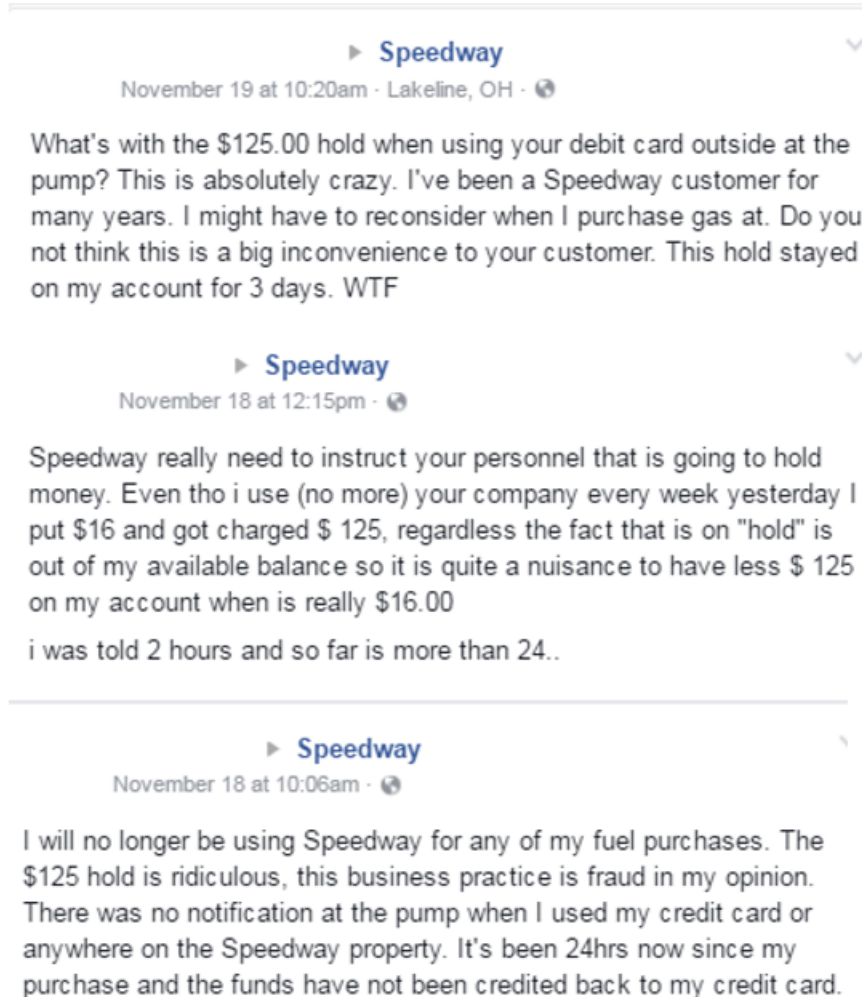 Speedway
November 19 at 10:20am · Lakeline, OH ·
What's with the $125.00 hold when using your debit card outside at the
pump? This is absolutely crazy. I've been a Speedway customer for
many years. I might have to reconsider when I purchase gas at. Do you
not think this is a big inconvenience to your customer. This hold stayed
on my account for 3 days. WTF
Speedway
November 18 at 12:15pm ·
Speedway really need to instruct your personnel that is going to hold
money. Even tho i use (no more) your company every week yesterday I
put $16 and got charged $ 125, regardless the fact that is on "hold" is
out of my available balance so it is quite a nuisance to have less $ 125
on my account when is really $16.00
i was told 2 hours and so far is more than 24..
Speedway
November 18 at 10:06am ·
I will no longer be using Speedway for any of my fuel purchases. The
$125 hold is ridiculous, this business practice is fraud in my opinion.
There was no notification at the pump when I used my credit card or
anywhere on the Speedway property. It's been 24hrs now since my
purchase and the funds have not been credited back to my credit card.